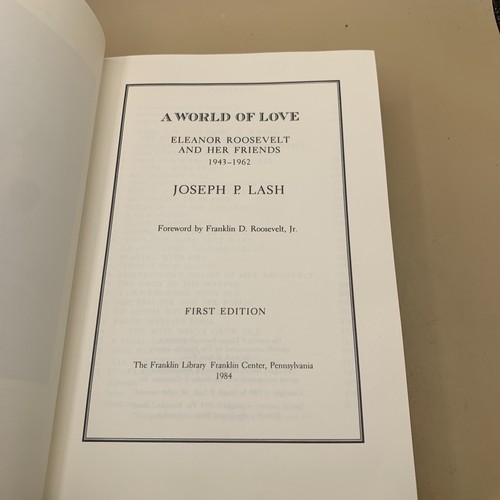 A WORLD OF LOVE
ELEANOR ROOSEVELT
AND HER FRIENDS
1943–1962
JOSEPH P. LASH
Foreword by Franklin D. Roosevelt, Jr.
FIRST EDITION
The Franklin Library Franklin Center, Pennsylvania
1984